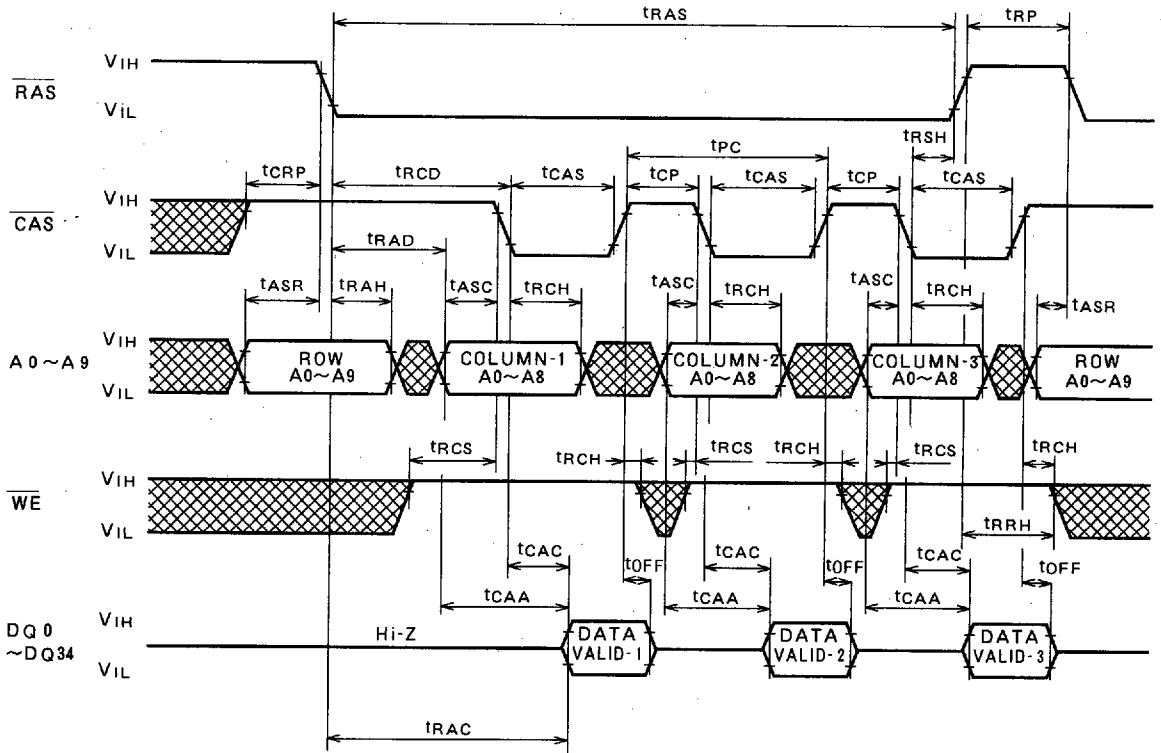 tRAS
tRP
VIH
RAS
ViL
tRSH
tPC
tCRP
tRCD
tCAS
tCP
tCAS
tCP
tCAS
VIH
CAS
VIL
tRAD
tASR
tRAH
tASC
tRCH
tASC
tRCH
tASC
tRCH
tASR
VIH
A0~A9
VIL
ROW
A0~A9
COLUMN-1
A0~A8
COLUMN-2
A0~A8
COLUMN-3
A0~A8
ROW
A0~A9
tRCS
tRCH
tRCS
tRCH
tRCS
tRCH
VIH
WE
VIL
tRRH
tCAC
tOFF
tCAC
tOFF
tCAC
tOFF
tCAA
tCAA
tCAA
VIH
DQ0
~DQ34
VIL
Hi-Z
DATA
VALID-1
DATA
VALID-2
DATA
VALID-3
tRAC